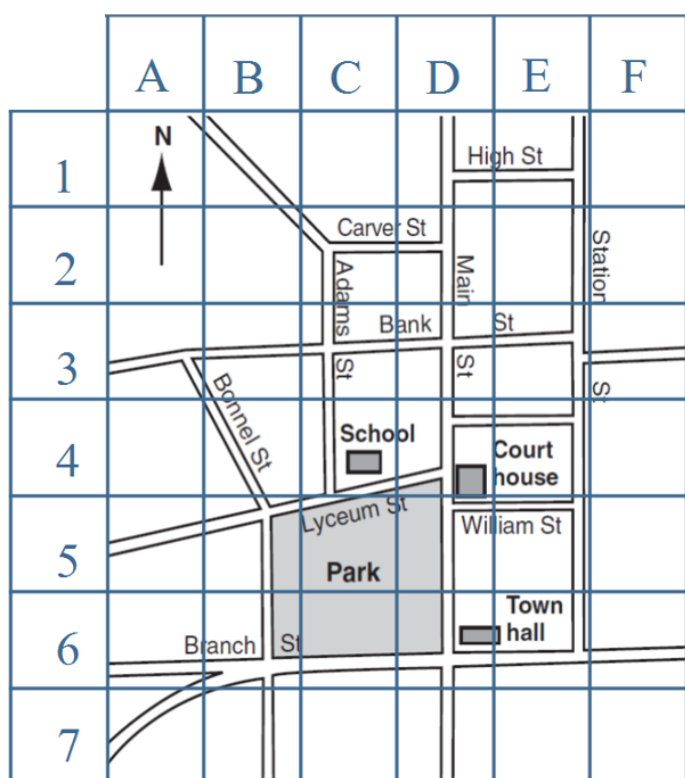 A B C D E F
1
N
High St
2
Carver St
Adams St
Main St
Station St
3
Bank St
Bonnel St
4
School
Court
house
5
Lyceum St
William St
Park
6
Town
hall
Branch St
7